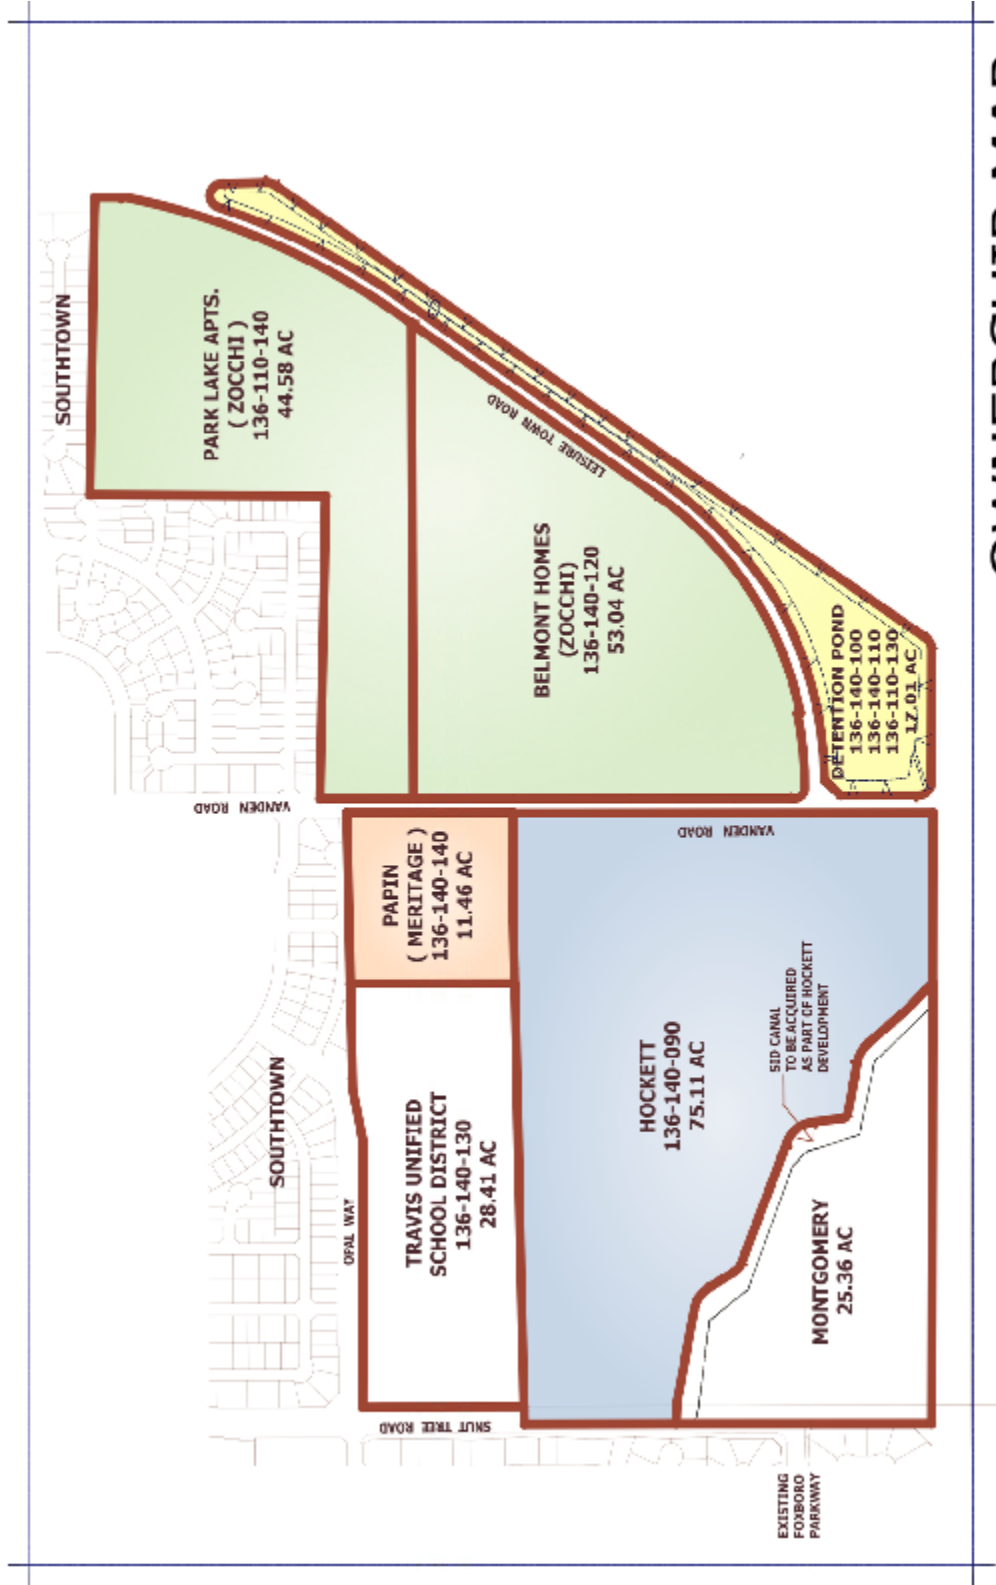 SOUTHTOWN
PARK LAKE APTS.
( ZOCCHI )
136-110-140
44.58 AC
LEISURE TOWN ROAD
BELMONT HOMES
(ZOCCHI)
136-140-120
53.04 AC
DETENTION POND
136-140-100
136-140-110
136-110-130
17.01 AC
VANDEN ROAD
VANDEN ROAD
PAPIN
( MERITAGE )
136-140-140
11.46 AC
SOUTHTOWN
OPAL WAY
TRAVIS UNIFIED
SCHOOL DISTRICT
136-140-130
28.41 AC
HOCKETT
136-140-090
75.11 AC
SID CANAL
TO BE ACQUIRED
AS PART OF HOCKETT
DEVELOPMENT
MONTGOMERY
25.36 AC
SNUT TREE ROAD
EXISTING
FOXBORO
PARKWAY